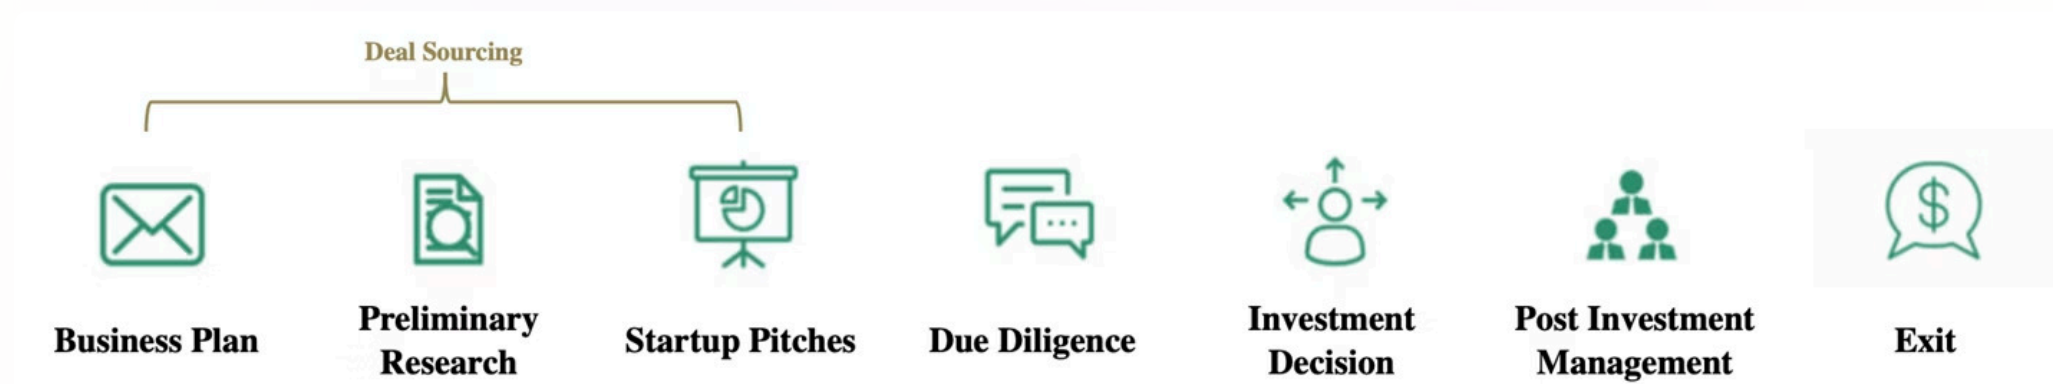 Deal Sourcing
Business Plan
Preliminary
Research
Startup Pitches
Due Diligence
Investment
Decision
Post Investment
Management
Exit